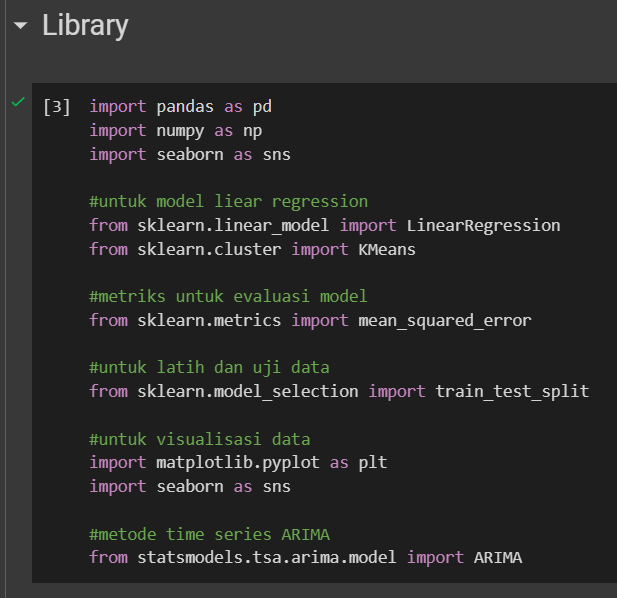 Library
[3] import pandas as pd
import numpy as np
import seaborn as sns
#untuk model liear regression
from sklearn.linear_model import LinearRegression
from sklearn.cluster import KMeans
#metriks untuk evaluasi model
from sklearn.metrics import mean_squared_error
#untuk latih dan uji data
from sklearn.model_selection import train_test_split
#untuk visualisasi data
import matplotlib.pyplot as plt
import seaborn as sns
#metode time series ARIMA
from statsmodels.tsa.arima.model import ARIMA